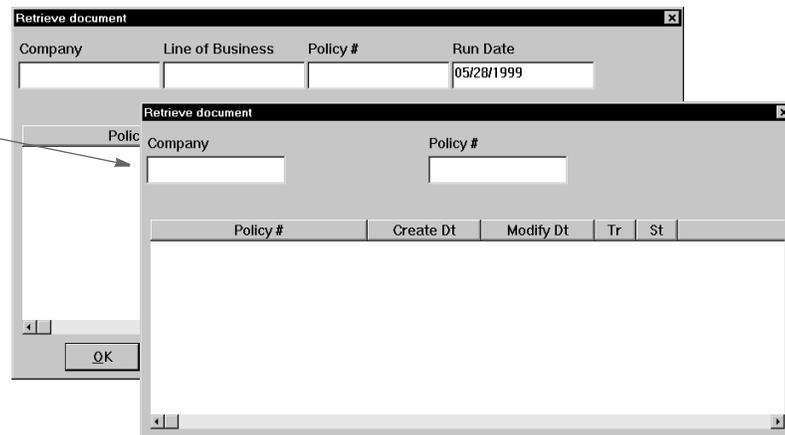 Retrieve document
Company Line of Business Policy # Run Date
05/28/1999
Polic
OK
Retrieve document
Company Policy #
Policy # Create Dt Modify Dt Tr St